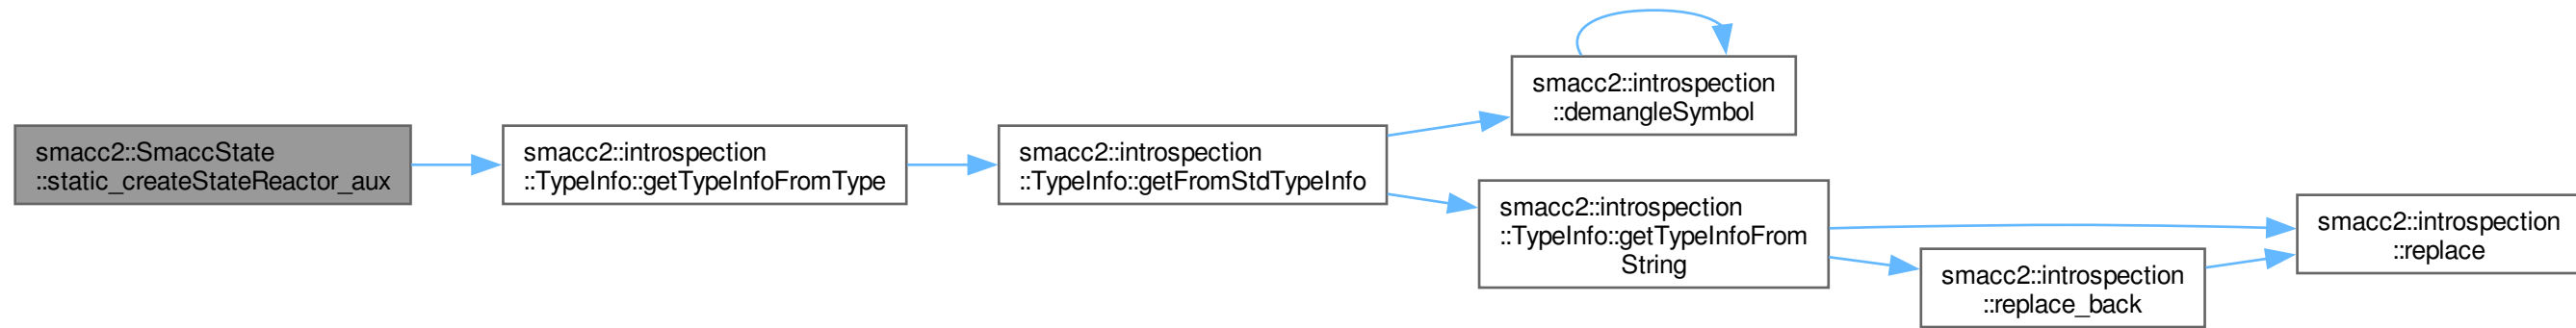 smacc2::SmaccState
::static_createStateReactor_aux
smacc2::introspection
::TypeInfo::getTypeInfoFromType
smacc2::introspection
::TypeInfo::getFromStdTypeInfo
smacc2::introspection
::demangleSymbol
smacc2::introspection
::TypeInfo::getTypeInfoFrom
String
smacc2::introspection
::replace_back
smacc2::introspection
::replace